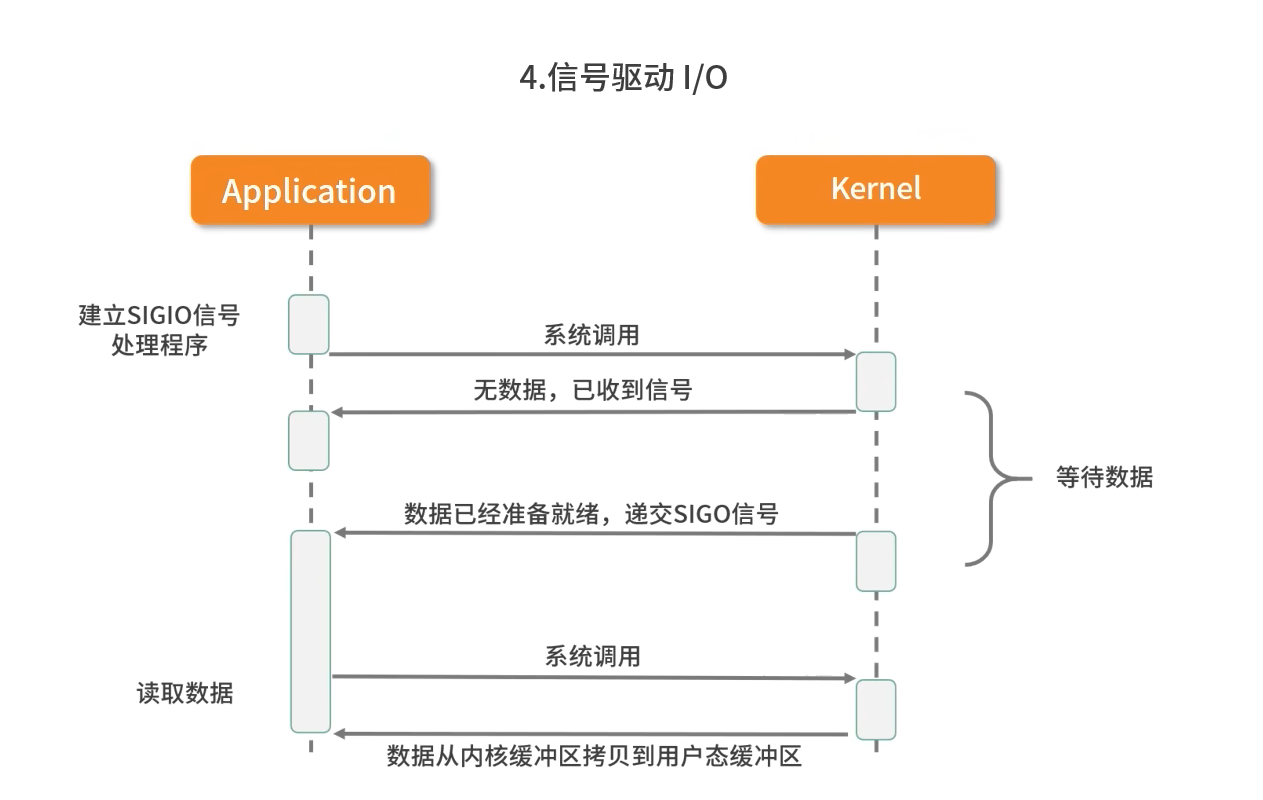 4.信号驱动 I/O
Application
Kernel
建立SIGIO信号
处理程序
系统调用
无数据，已收到信号
等待数据
数据已经准备就绪，递交SIGO信号
系统调用
读取数据
数据从内核缓冲区拷贝到用户态缓冲区